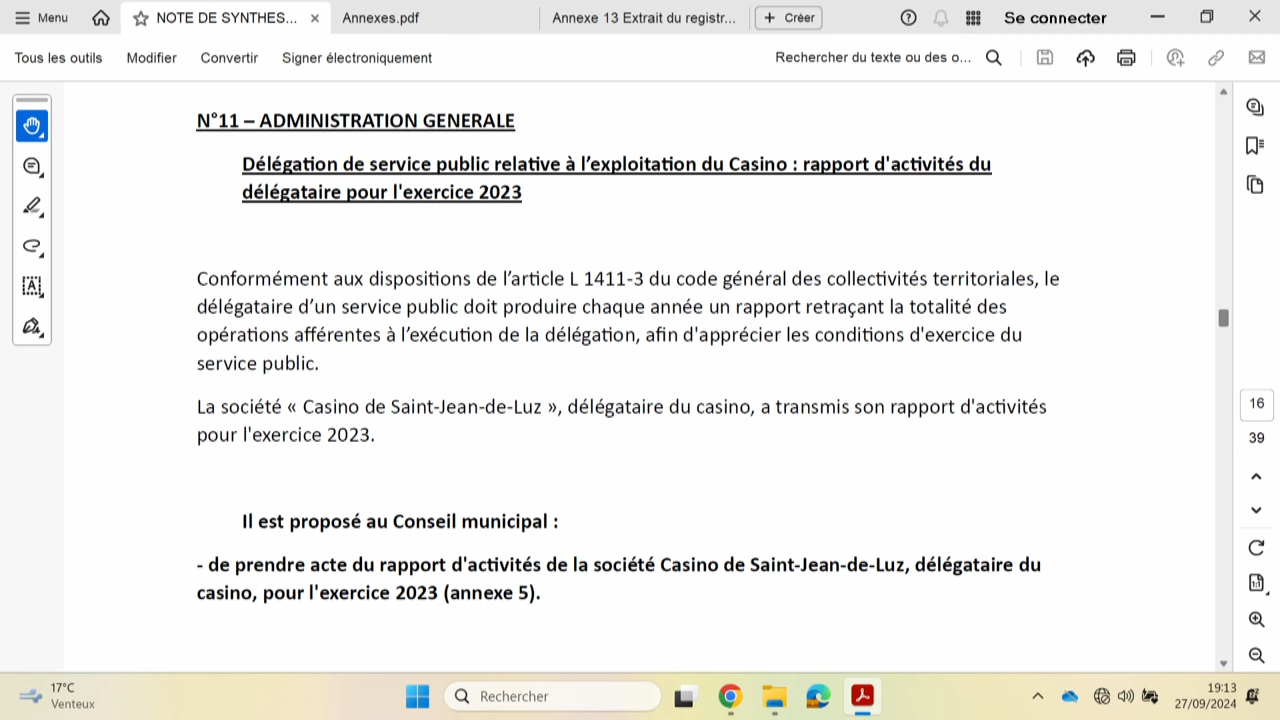 Menu
NOTE DE SYNTHES...
Annexes.pdf
Annexe 13 Extrait du registr...
Créer
Se connecter
Tous les outils
Modifier
Convertir
Signer électroniquement
Rechercher du texte ou des o...
N°11 – ADMINISTRATION GENERALE
Délégation de service public relative à l’exploitation du Casino : rapport d'activités du
délégataire pour l'exercice 2023
Conformément aux dispositions de l’article L 1411-3 du code général des collectivités territoriales, le
délégataire d’un service public doit produire chaque année un rapport retraçant la totalité des
opérations afférentes à l’exécution de la délégation, afin d'apprécier les conditions d'exercice du
service public.
La société « Casino de Saint-Jean-de-Luz », délégataire du casino, a transmis son rapport d'activités
pour l'exercice 2023.
Il est proposé au Conseil municipal :
- de prendre acte du rapport d'activités de la société Casino de Saint-Jean-de-Luz, délégataire du
casino, pour l'exercice 2023 (annexe 5).
16
39
1:1
17°C
Venteux
Rechercher
19:13
27/09/2024